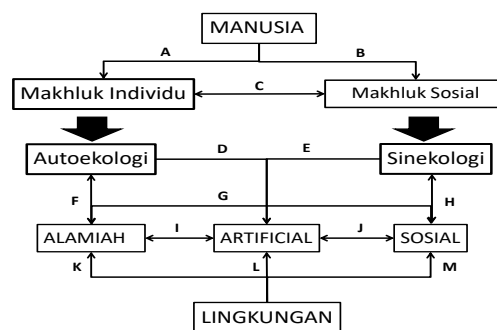 MANUSIA
A B
Makhluk Individu C Makhluk Sosial
Autoekologi D E Sinekologi
F G H
ALAMIAH I ARTIFICIAL J SOSIAL
K L M
LINGKUNGAN